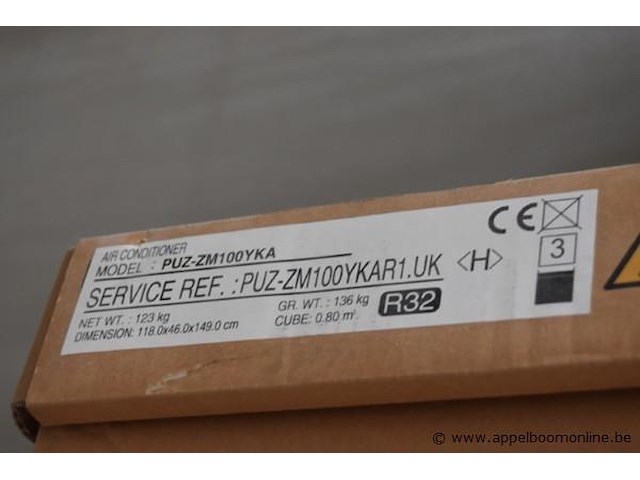 AIR CONDITIONER
MODEL : PUZ-ZM100YKA
SERVICE REF. : PUZ-ZM100YKAR1.UK <H>
NET WT. : 123 kg GR. WT. : 136 kg R32
DIMENSION: 118.0x46.0x149.0 cm CUBE: 0.80 m³
CE
3
© www.appelboomonline.be